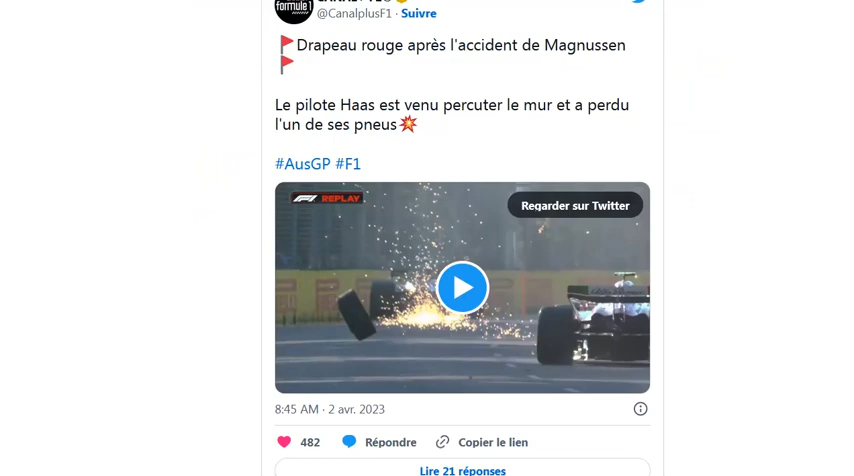 formule1
@CanalplusF1 · Suivre
🚩Drapeau rouge après l'accident de Magnussen
🚩
Le pilote Haas est venu percuter le mur et a perdu
l'un de ses pneus💥
#AusGP #F1
F1 REPLAY
Regarder sur Twitter
8:45 AM · 2 avr. 2023
482 Répondre Copier le lien
Lire 21 réponses